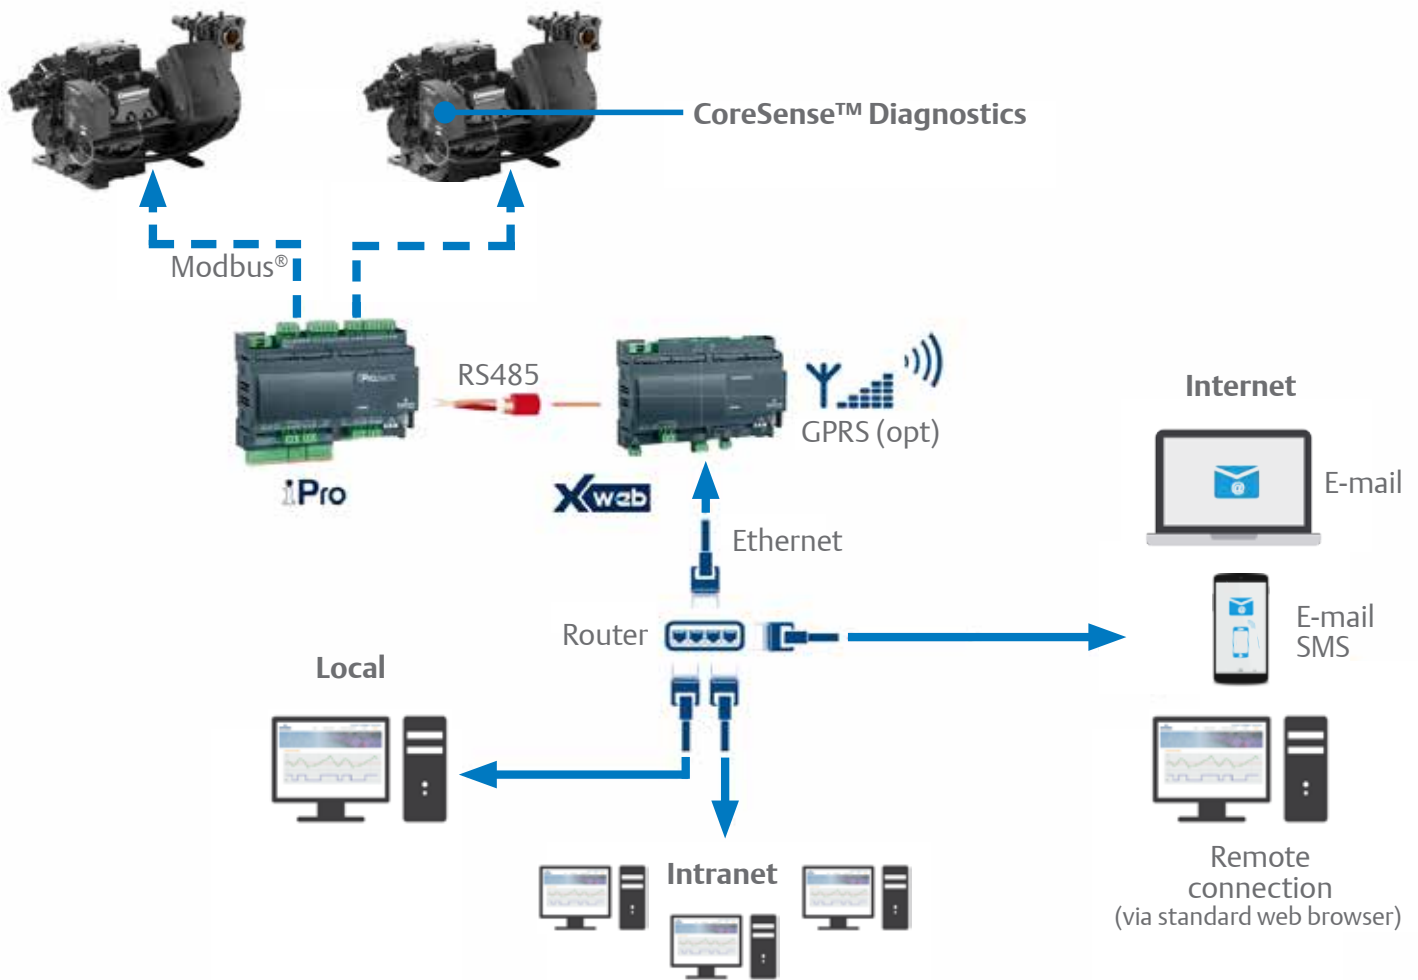 CoreSense™ Diagnostics
Modbus®
RS485
GPRS (opt)
iPro
Xweb
Internet
E-mail
Ethernet
E-mail
SMS
Router
Local
Intranet
Remote
connection
(via standard web browser)